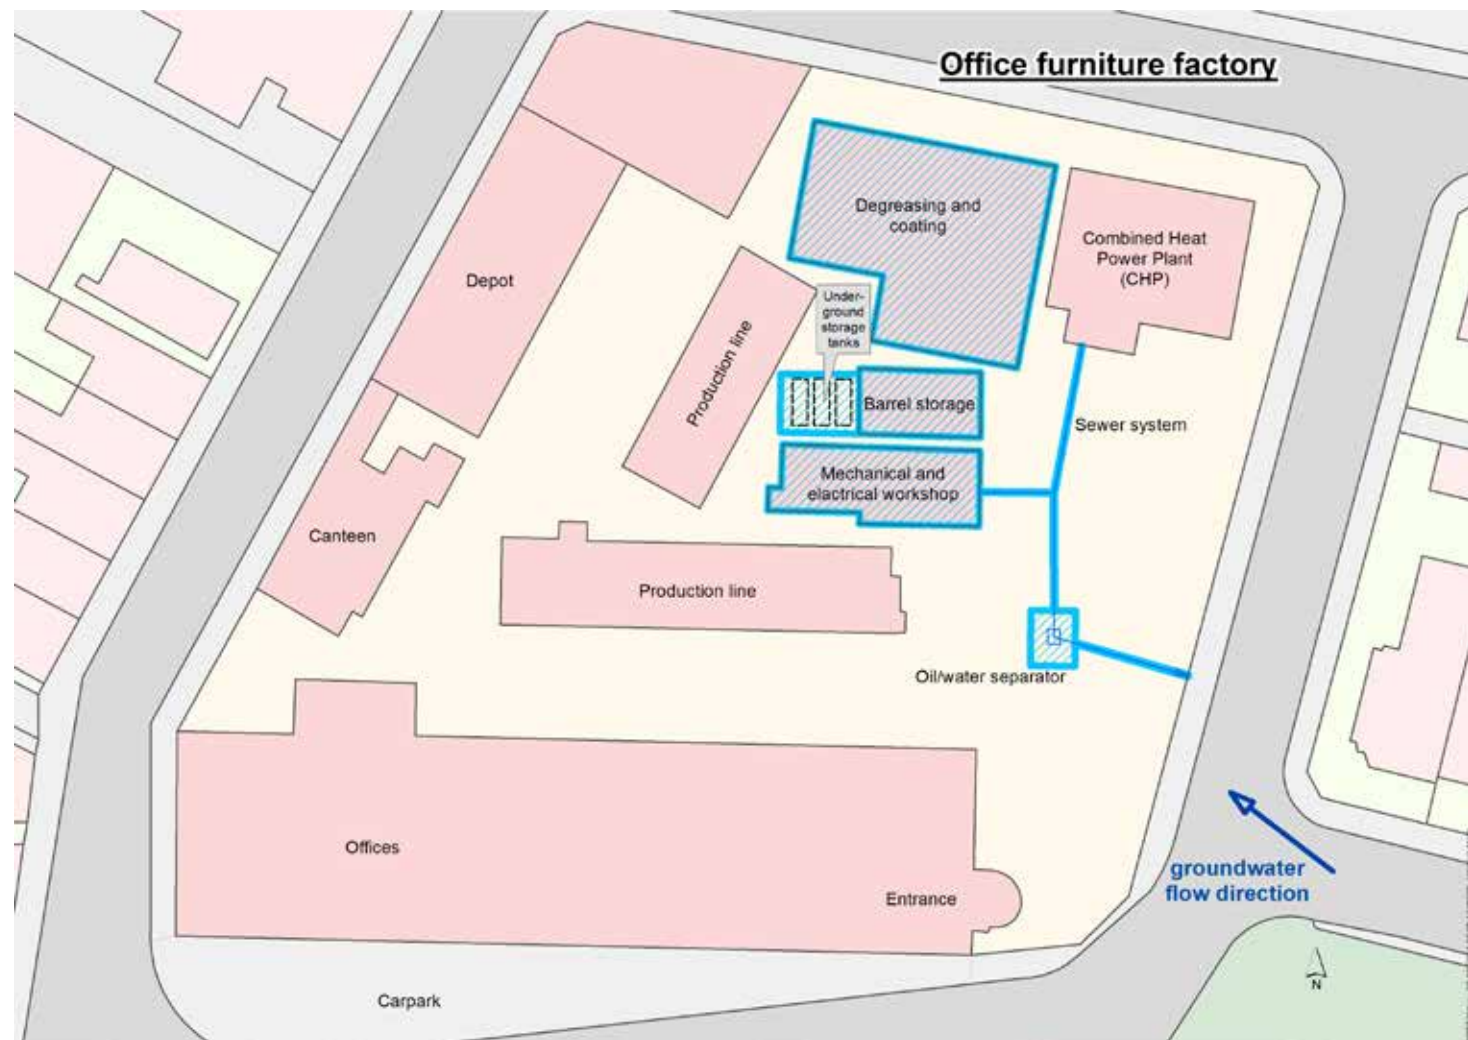 Office furniture factory
Degreasing and
coating
Combined Heat
Power Plant
(CHP)
Depot
Under-
ground
storage
tanks
Production line
Barrel storage
Sewer system
Mechanical and
elactrical workshop
Canteen
Production line
Oil/water separator
Offices
Entrance
groundwater
flow direction
Carpark
N